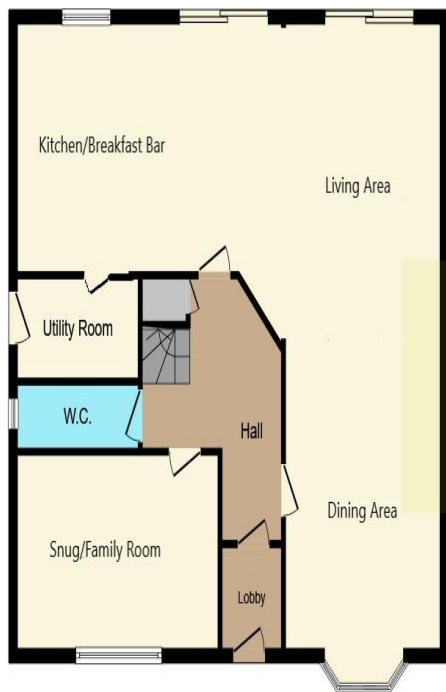 Kitchen/Breakfast Bar
Living Area
Utility Room
W.C.
Hall
Dining Area
Snug/Family Room
Lobby